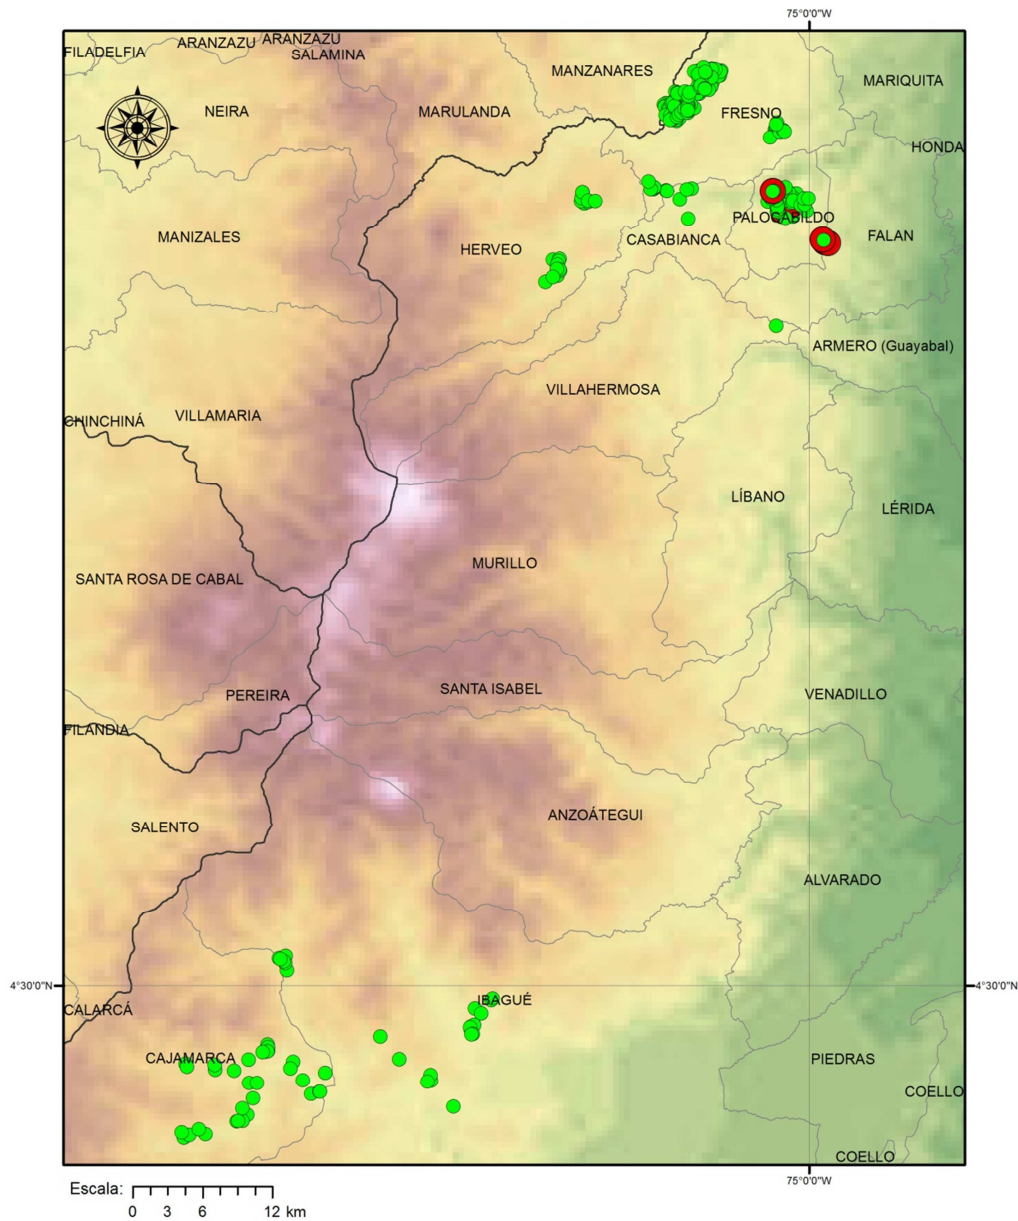 75°0'0"W
ARANZAZU
ARANZAZU
FILADELFIA
SALAMINA
MANZANARES
MARIQUITA
NEIRA
MARULANDA
FRESNO
HONDA
PALOCABILDO
MANIZALES
HERVEO
CASABIANCA
FALAN
ARMERO (Guayabal)
VILLAHERMOSA
CHINCHINÁ
VILLAMARIA
LÍBANO
LÉRIDA
MURILLO
SANTA ROSA DE CABAL
PEREIRA
SANTA ISABEL
VENADILLO
FILANDIA
SALENTO
ANZOÁTEGUI
ALVARADO
4°30'0"N
4°30'0"N
CALARCÁ
IBAGUÉ
CAJAMARCA
PIEDRAS
COELLO
COELLO
75°0'0"W
Escala:
0 3 6 12 km